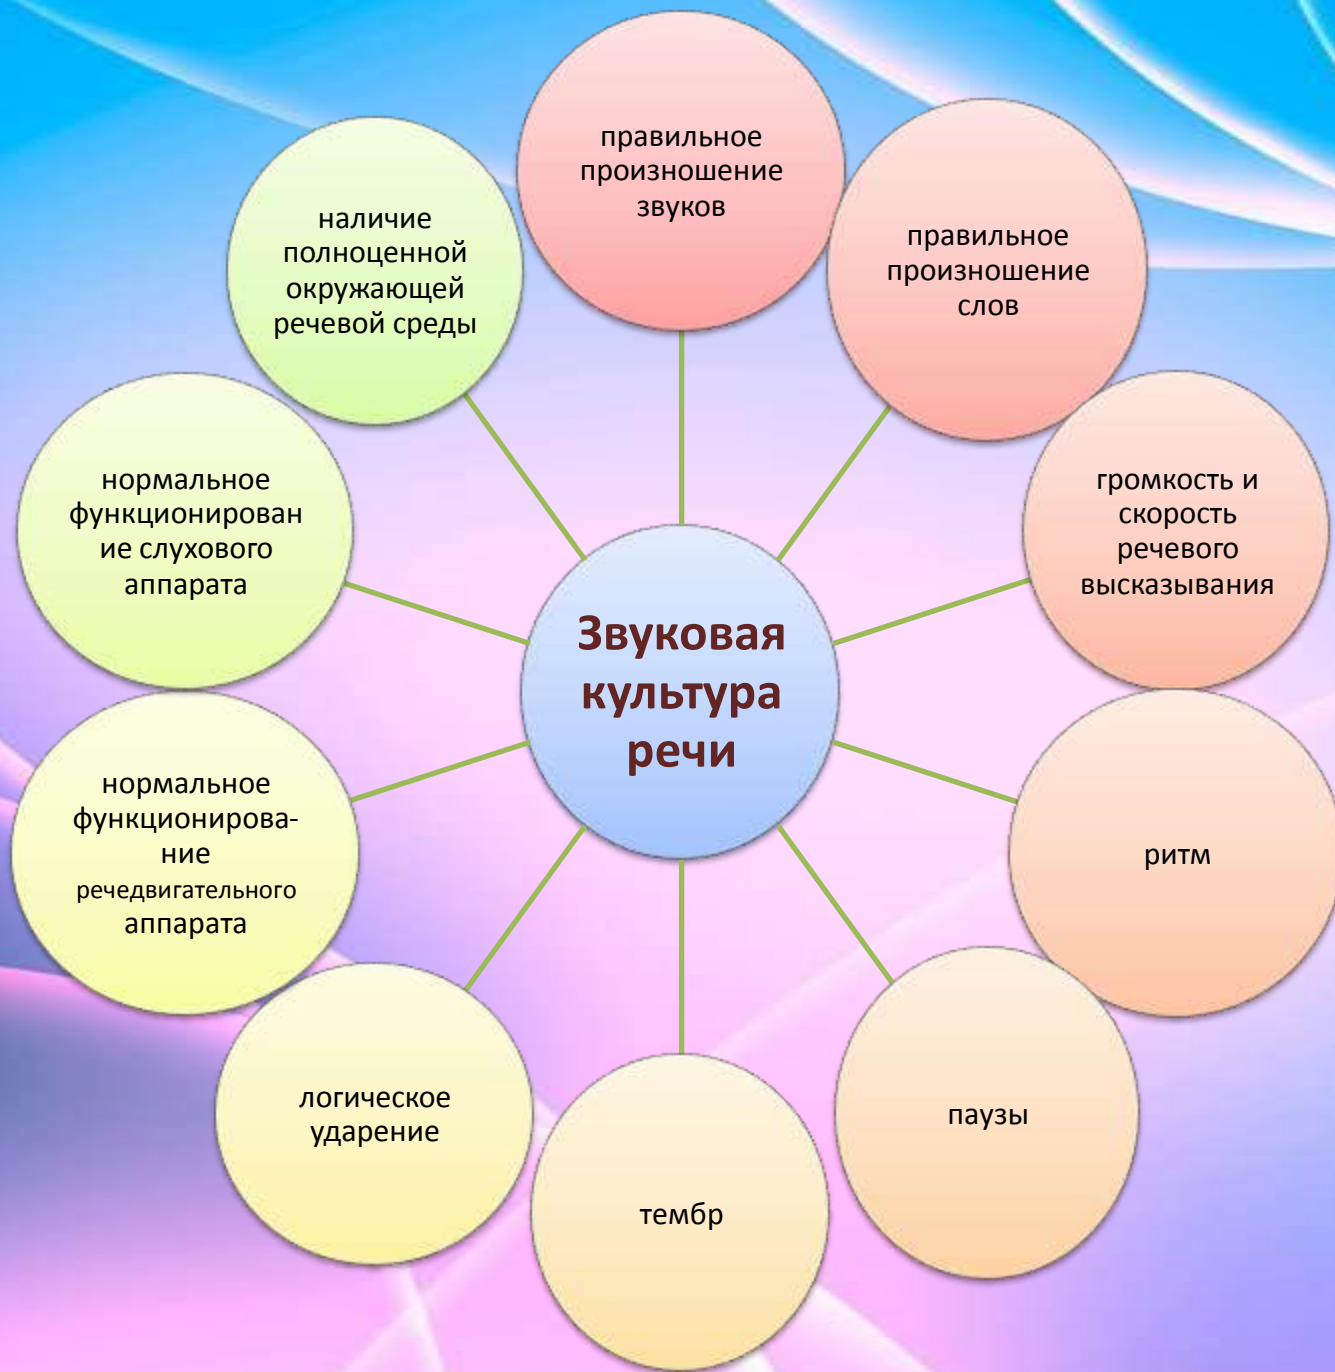 правильное
произношение
звуков
правильное
произношение
слов
громкость и
скорость
речевого
высказывания
ритм
паузы
тембр
логическое
ударение
нормальное
функционирова-
ние
речедвигательного
аппарата
нормальное
функционирован
ие слухового
аппарата
наличие
полноценной
окружающей
речевой среды
Звуковая
культура
речи